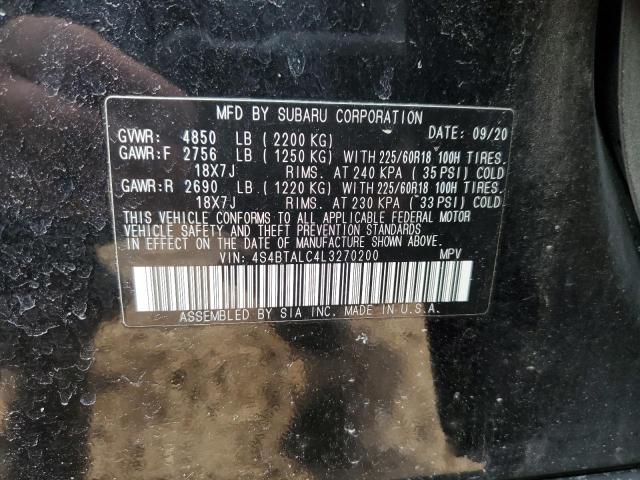 MFD BY SUBARU CORPORATION
GVWR: 4850 LB (2200 KG) DATE: 09/20
GAWR:F 2756 LB (1250 KG) WITH 225/60R18 100H TIRES.
18X7J RIMS. AT 240 KPA (35 PSI) COLD
GAWR:R 2690 LB (1220 KG) WITH 225/60R18 100H TIRES.
18X7J RIMS. AT 230 KPA (33 PSI) COLD
THIS VEHICLE CONFORMS TO ALL APPLICABLE FEDERAL MOTOR
VEHICLE SAFETY AND THEFT PREVENTION STANDARDS
IN EFFECT ON THE DATE OF MANUFACTURE SHOWN ABOVE.
VIN: 4S4BTALC4L3270200 MPV
ASSEMBLED BY SIA INC. MADE IN U.S.A.